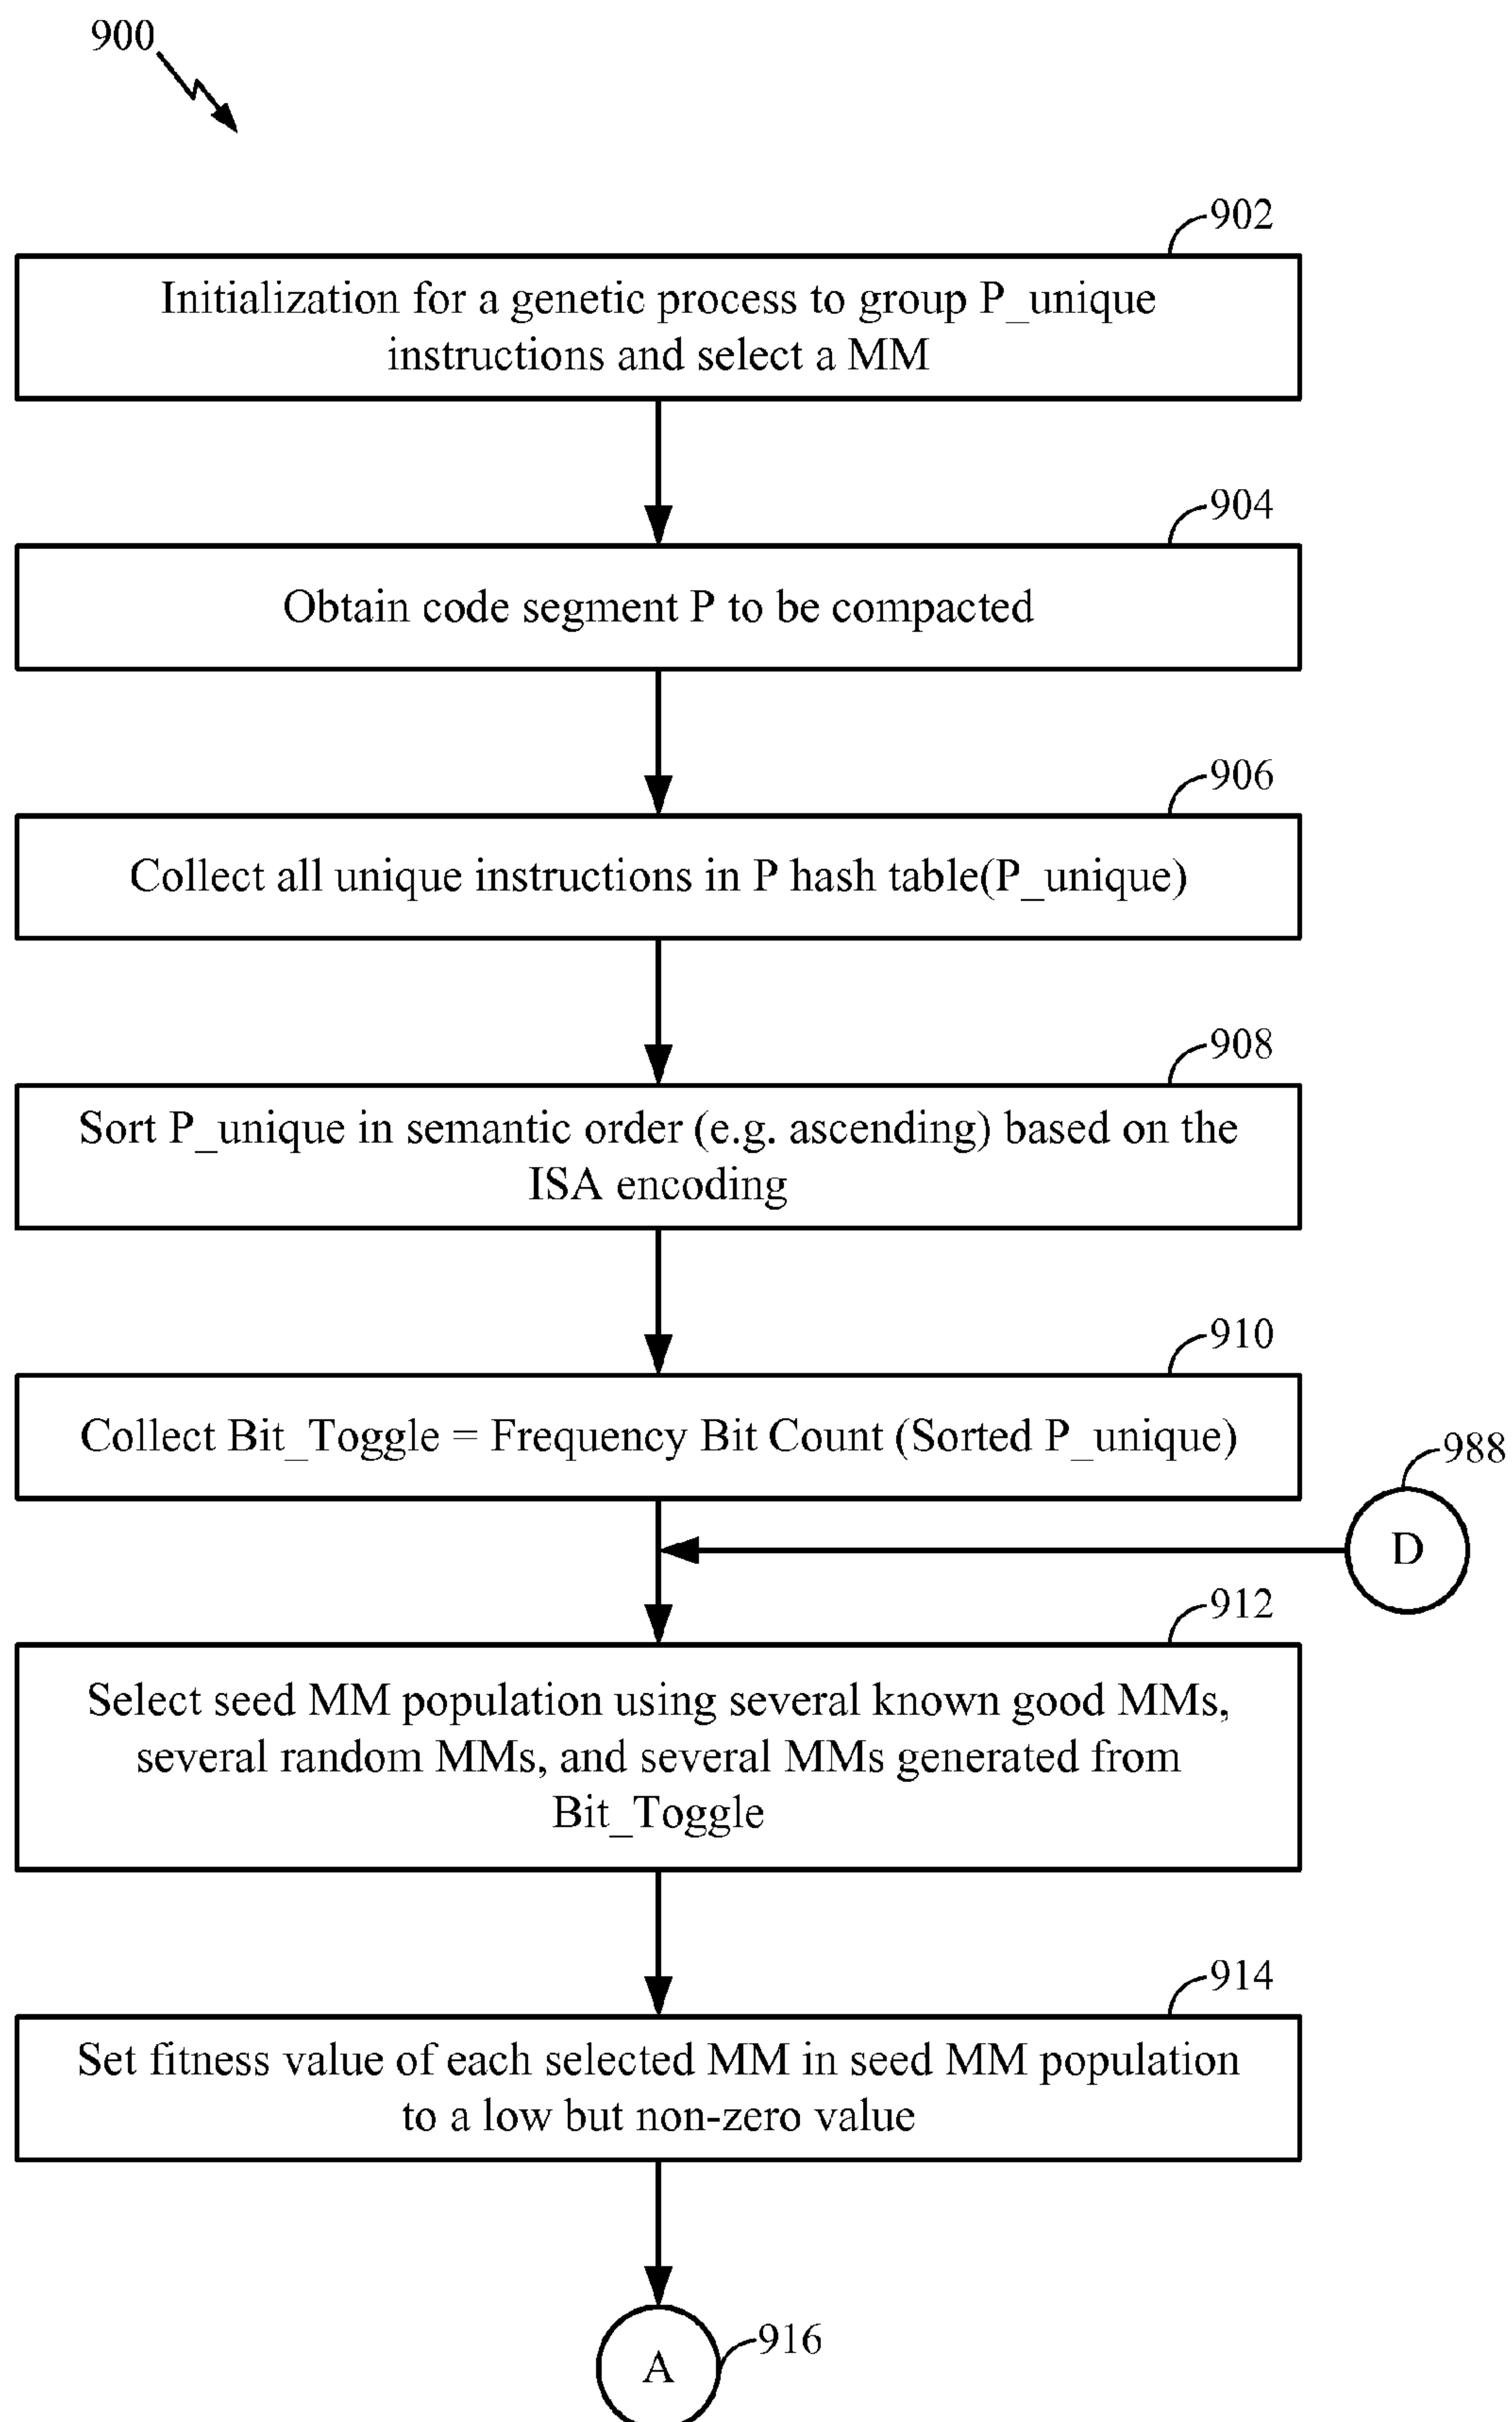 900
902
Initialization for a genetic process to group P_unique
instructions and select a MM
904
Obtain code segment P to be compacted
906
Collect all unique instructions in P hash table(P_unique)
908
Sort P_unique in semantic order (e.g. ascending) based on the
ISA encoding
910
Collect Bit_Toggle = Frequency Bit Count (Sorted P_unique)
988
D
912
Select seed MM population using several known good MMs,
several random MMs, and several MMs generated from
Bit_Toggle
914
Set fitness value of each selected MM in seed MM population
to a low but non-zero value
916
A